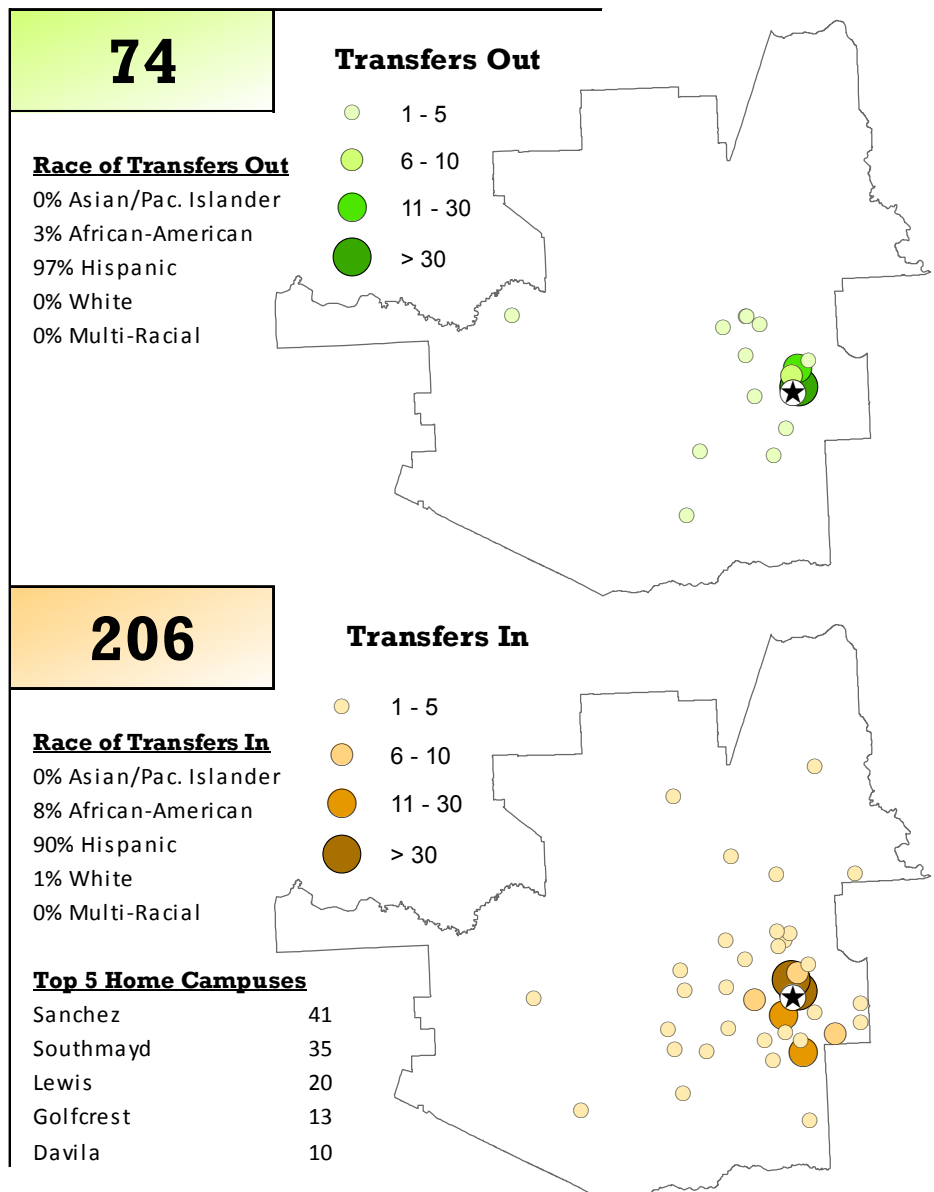 74
Transfers Out
1 - 5
6 - 10
11 - 30
> 30
Race of Transfers Out
0% Asian/Pac. Islander
3% African-American
97% Hispanic
0% White
0% Multi-Racial
206
Transfers In
1 - 5
6 - 10
11 - 30
> 30
Race of Transfers In
0% Asian/Pac. Islander
8% African-American
90% Hispanic
1% White
0% Multi-Racial
Top 5 Home Campuses
Sanchez 41
Southmayd 35
Lewis 20
Golfcrest 13
Davila 10